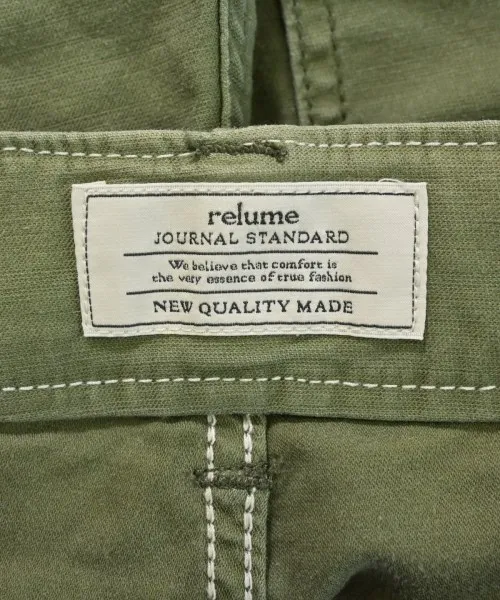 relume
JOURNAL STANDARD
We believe that comfort is
the very essence of true fashion
NEW QUALITY MADE